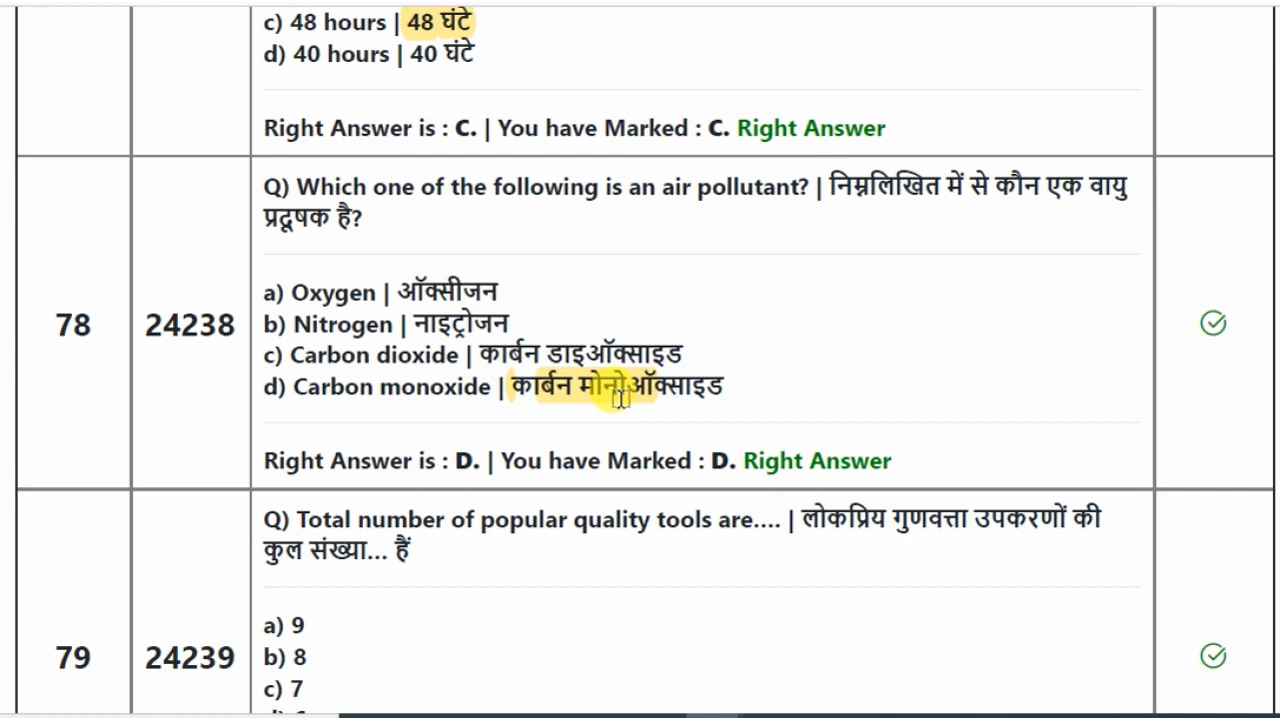 c) 48 hours | 48 घंटे
d) 40 hours | 40 घंटे
Right Answer is : C. | You have Marked : C. Right Answer
Q) Which one of the following is an air pollutant? | निम्नलिखित में से कौन एक वायु
प्रदूषक है?
78
24238
a) Oxygen | ऑक्सीजन
b) Nitrogen | नाइट्रोजन
c) Carbon dioxide | कार्बन डाइऑक्साइड
d) Carbon monoxide | कार्बन मोनोऑक्साइड
Right Answer is : D. | You have Marked : D. Right Answer
Q) Total number of popular quality tools are.... | लोकप्रिय गुणवत्ता उपकरणों की
कुल संख्या... हैं
79
24239
a) 9
b) 8
c) 7